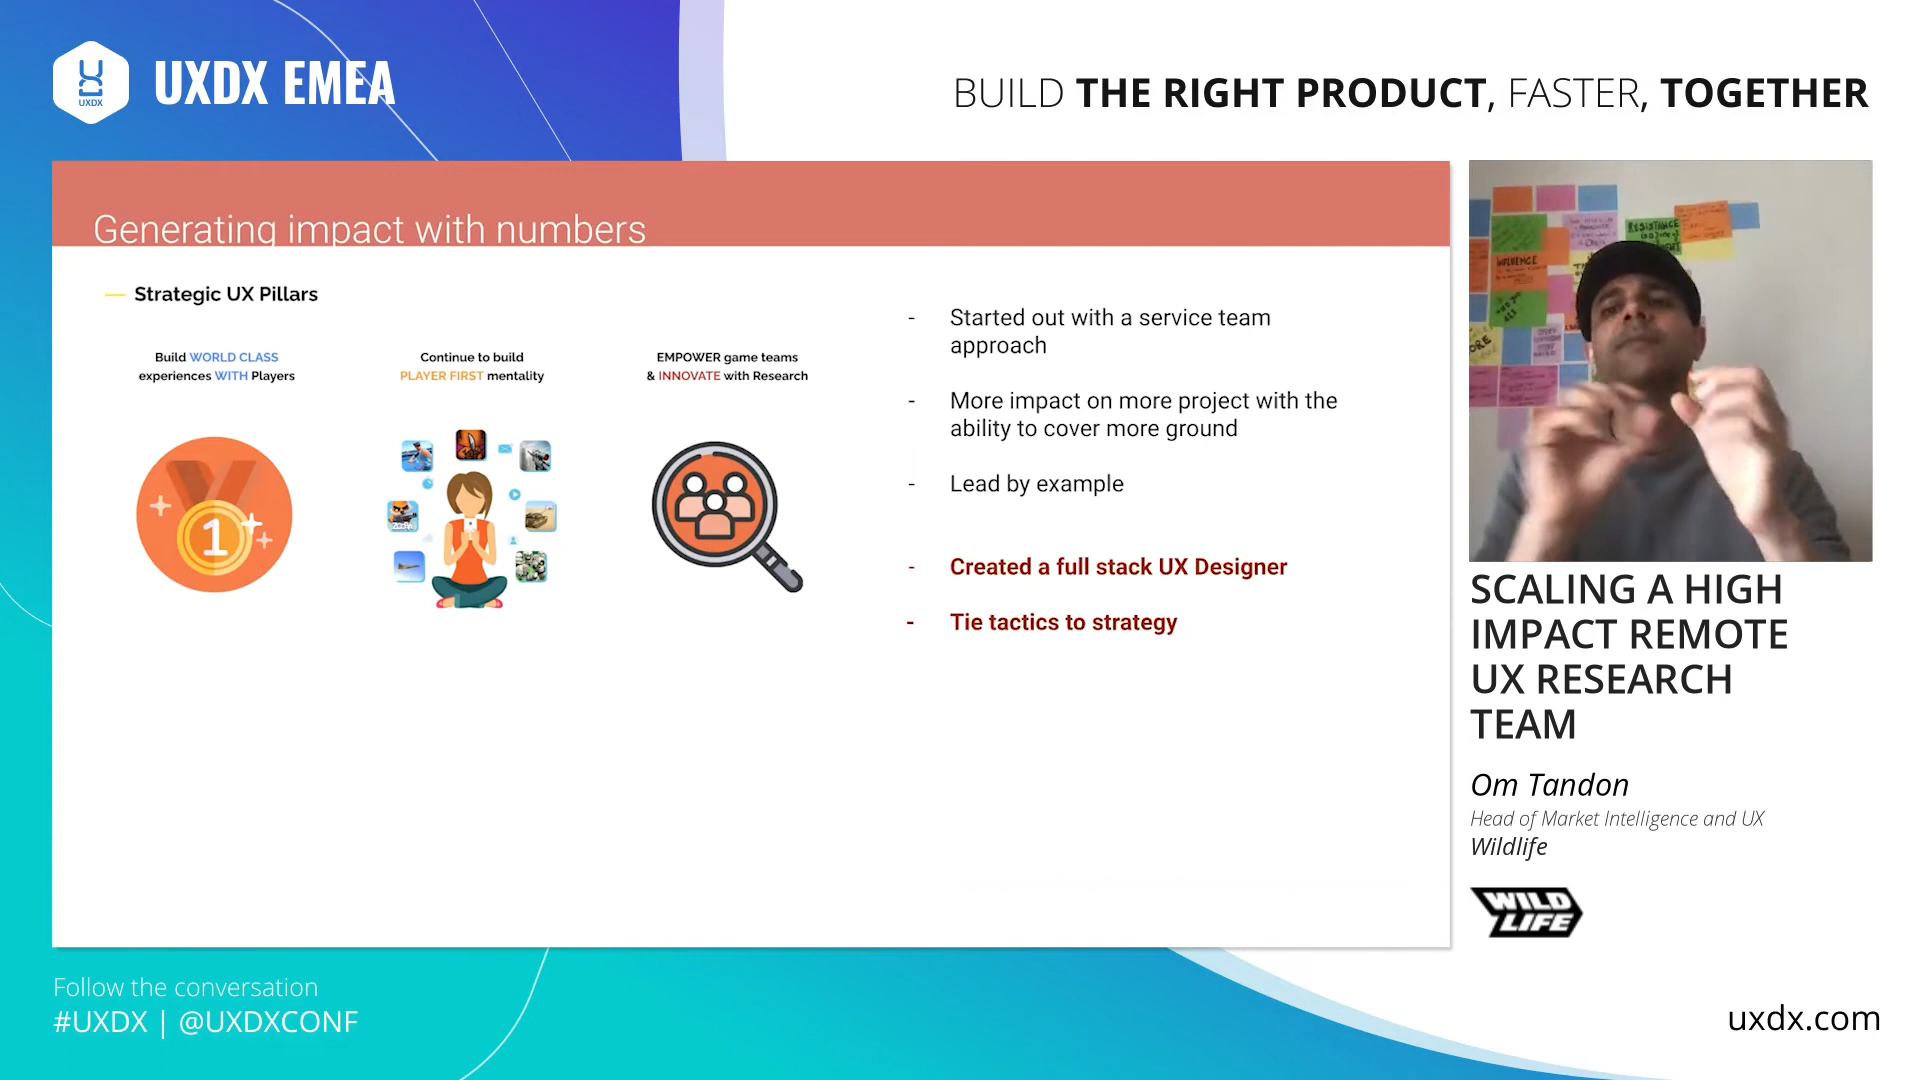 UXDX
UXDX EMEA
BUILD THE RIGHT PRODUCT, FASTER, TOGETHER
Generating impact with numbers
Strategic UX Pillars
Build WORLD CLASS
experiences WITH Players
Continue to build
PLAYER FIRST mentality
EMPOWER game teams
& INNOVATE with Research
1
- Started out with a service team
approach
- More impact on more project with the
ability to cover more ground
- Lead by example
- Created a full stack UX Designer
- Tie tactics to strategy
RESISTANCE
INFLUENCE
SCALING A HIGH
IMPACT REMOTE
UX RESEARCH
TEAM
Om Tandon
Head of Market Intelligence and UX
Wildlife
WILD
LIFE
Follow the conversation
#UXDX | @UXDXCONF
uxdx.com